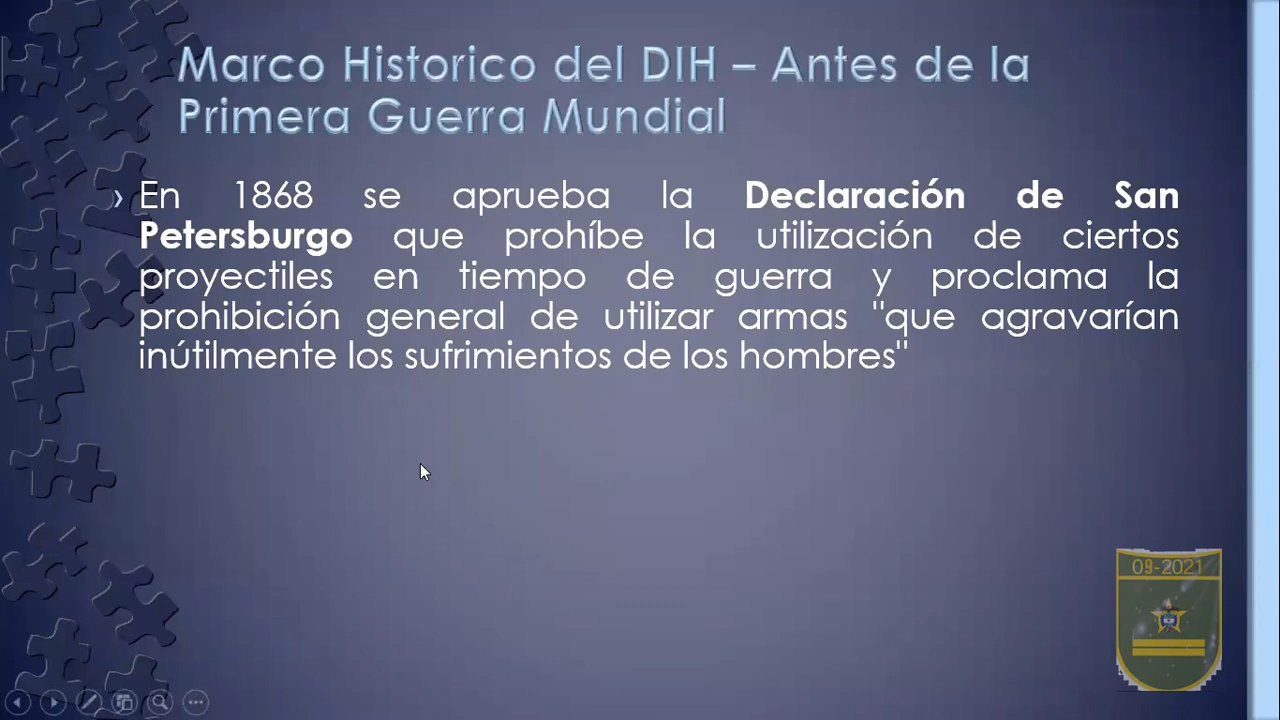 Marco Historico del DIH – Antes de la
Primera Guerra Mundial
› En 1868 se aprueba la Declaración de San
Petersburgo que prohíbe la utilización de ciertos
proyectiles en tiempo de guerra y proclama la
prohibición general de utilizar armas "que agravarían
inútilmente los sufrimientos de los hombres"
09-2021